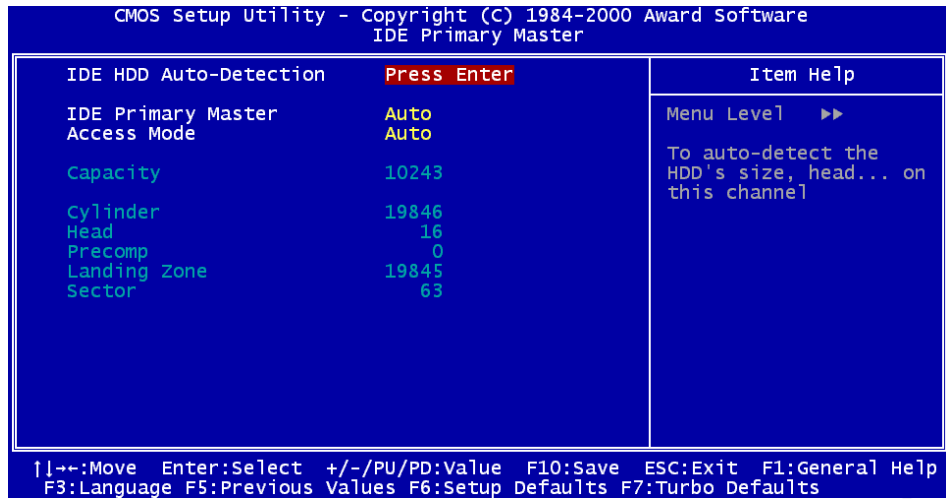 CMOS Setup Utility - Copyright (C) 1984-2000 Award Software
IDE Primary Master
IDE HDD Auto-Detection Press Enter
IDE Primary Master Auto
Access Mode Auto
Capacity 10243
Cylinder 19846
Head 16
Precomp 0
Landing Zone 19845
Sector 63
Item Help
Menu Level ▶▶
To auto-detect the
HDD's size, head... on
this channel
↑↓→←:Move Enter:Select +/-/PU/PD:Value F10:Save ESC:Exit F1:General Help
F3:Language F5:Previous Values F6:Setup Defaults F7:Turbo Defaults